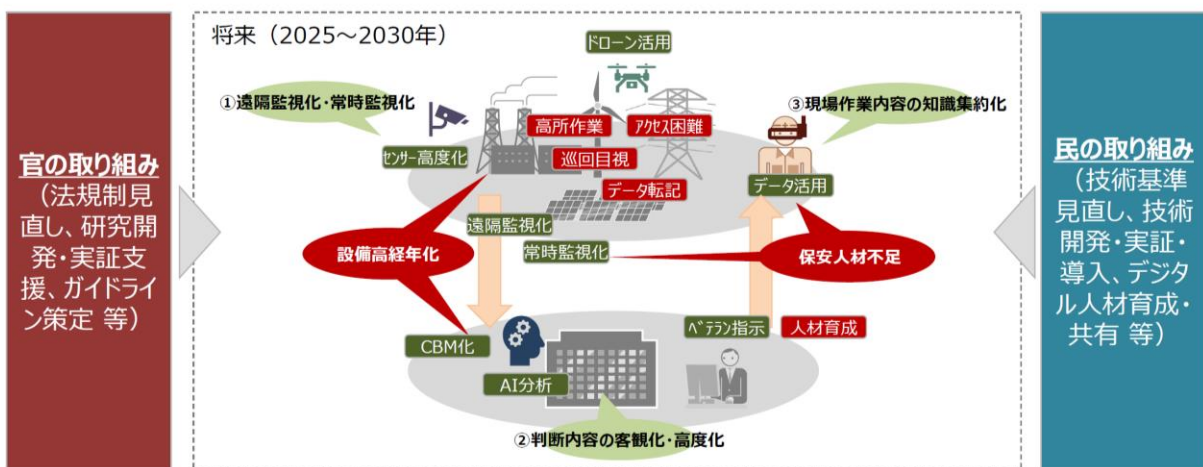 官の取り組み
(法規制見
直し、研究開
発・実証支
援、ガイドライ
ン策定 等)
将来(2025~2030年)
ドローン活用
①遠隔監視化・常時監視化
③現場作業内容の知識集約化
高所作業
アクセス困難
センサー高度化
巡回目視
データ転記
データ活用
遠隔監視化
設備高経年化
常時監視化
保安人材不足
ベテラン指示
人材育成
CBM化
AI分析
②判断内容の客観化・高度化
民の取り組み
(技術基準
見直し、技術
開発・実証・
導入、デジタ
ル人材育成・
共有 等)